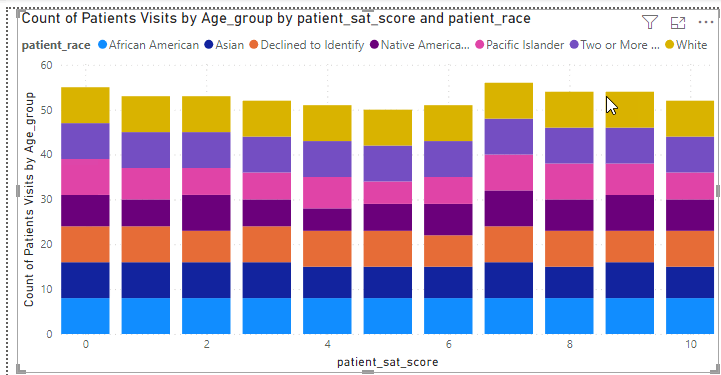 Count of Patients Visits by Age_group by patient_sat_score and patient_race
patient_race African American Asian Declined to Identify Native America... Pacific Islander Two or More ... White
60
50
40
30
20
10
0
Count of Patients Visits by Age_group
0 2 4 6 8 10
patient_sat_score